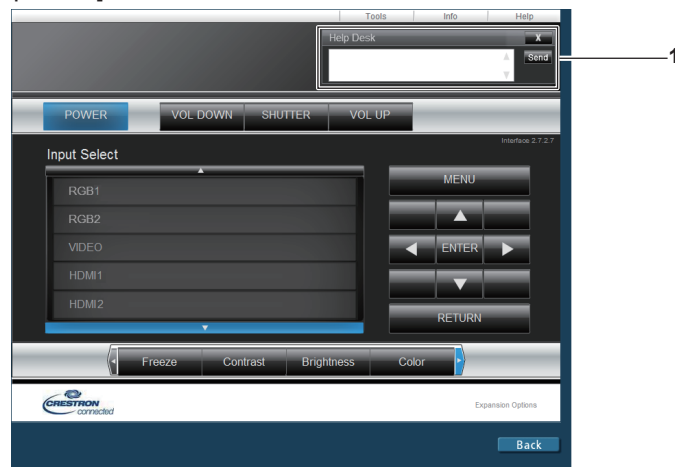 Tools Info Help
Help Desk X
Send
1
POWER VOL DOWN SHUTTER VOL UP
Interface 2.7.2.7
Input Select
MENU
RGB1
RGB2
VIDEO
ENTER
HDMI1
HDMI2
RETURN
Freeze Contrast Brightness Color
CRESTRON
connected
Expansion Options
Back